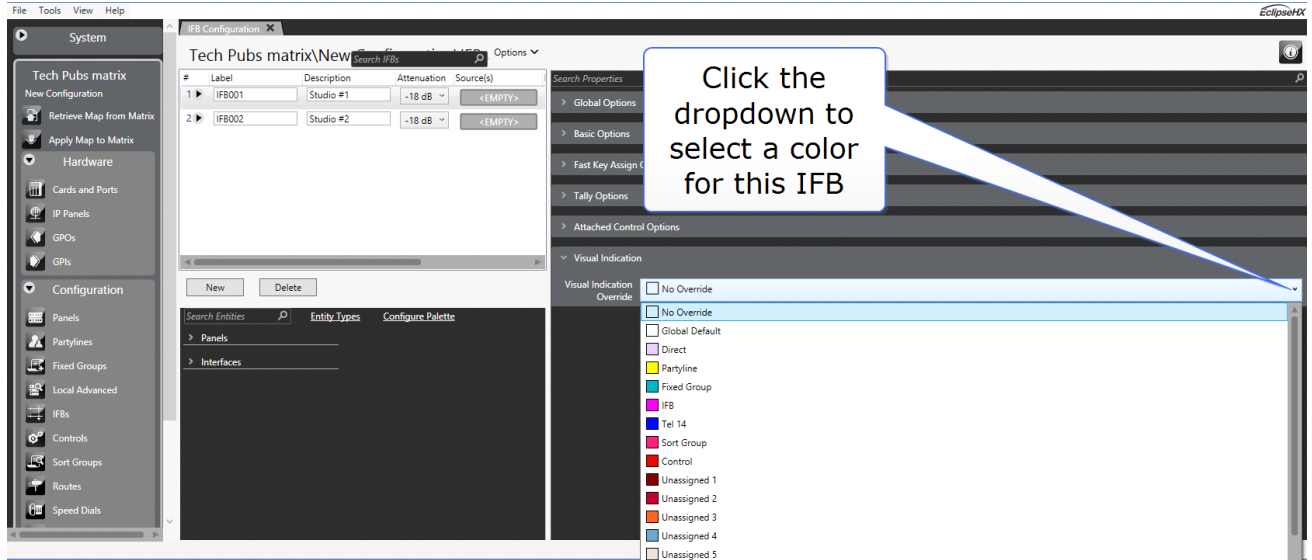 File Tools View Help
EclipseHX
System
Tech Pubs matrix
New Configuration
Retrieve Map from Matrix
Apply Map to Matrix
Hardware
Cards and Ports
IP Panels
GPOs
GPIs
Configuration
Panels
Partylines
Fixed Groups
Local Advanced
IFBs
Controls
Sort Groups
Routes
Speed Dials
IFB Configuration X
Tech Pubs matrix\New
Search IFBs
Options
# Label Description Attenuation Source(s)
1 IFB001 Studio #1 -18 dB <EMPTY>
2 IFB002 Studio #2 -18 dB <EMPTY>
New Delete
Search Entities Entity Types Configure Palette
Panels
Interfaces
Click the
dropdown to
select a color
for this IFB
Search Properties
Global Options
Basic Options
Fast Key Assign
Tally Options
Attached Control Options
Visual Indication
Visual Indication
Override
No Override
No Override
Global Default
Direct
Partyline
Fixed Group
IFB
Tel 14
Sort Group
Control
Unassigned 1
Unassigned 2
Unassigned 3
Unassigned 4
Unassigned 5